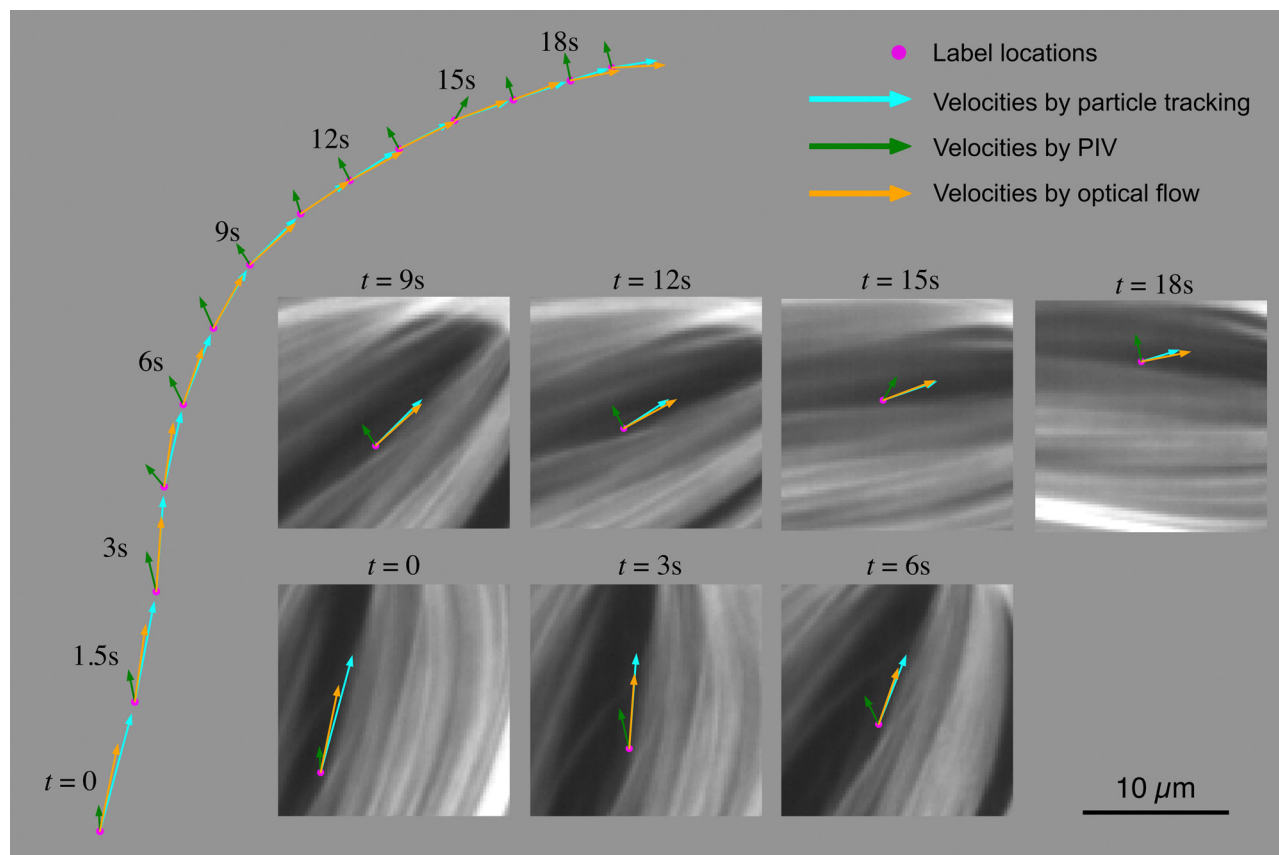 18s
Label locations
15s
Velocities by particle tracking
12s
Velocities by PIV
Velocities by optical flow
9s
t = 9s
t = 12s
t = 15s
t = 18s
6s
3s
t = 0
t = 3s
t = 6s
1.5s
t = 0
10 μm